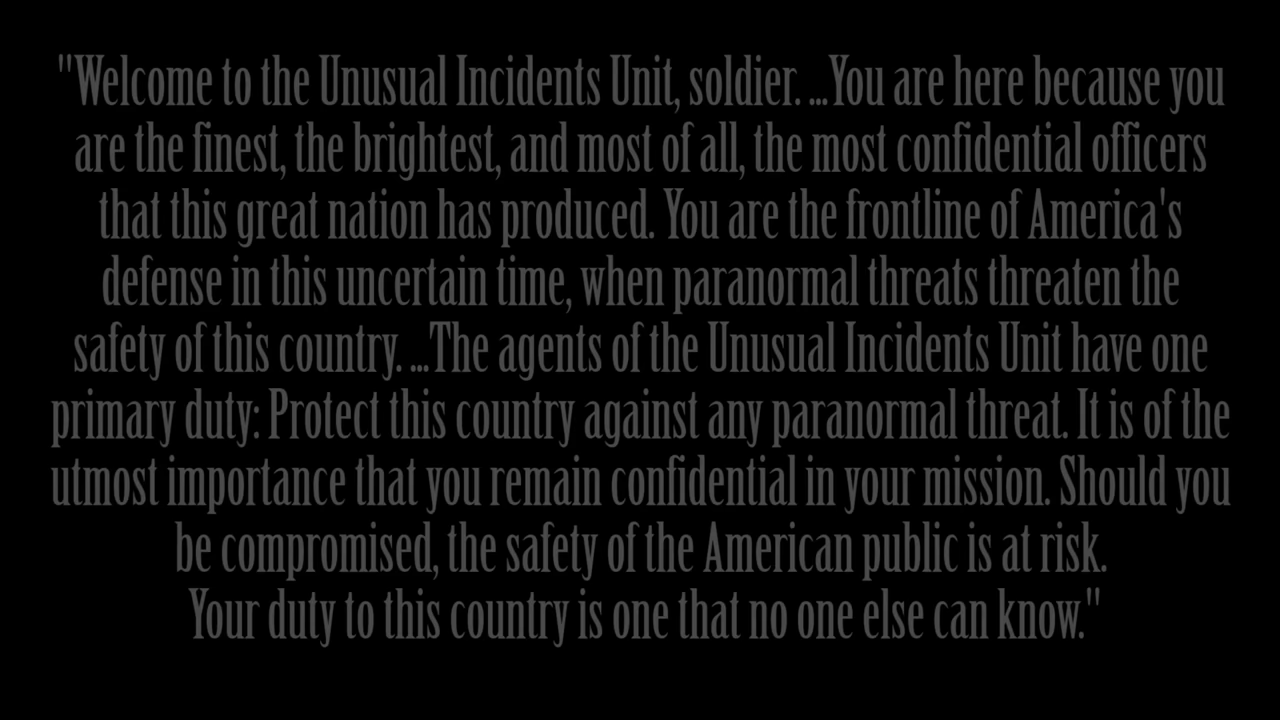 "Welcome to the Unusual Incidents Unit, soldier. ...You are here because you
are the finest, the brightest, and most of all, the most confidential officers
that this great nation has produced. You are the frontline of America's
defense in this uncertain time, when paranormal threats threaten the
safety of this country. ...The agents of the Unusual Incidents Unit have one
primary duty: Protect this country against any paranormal threat. It is of the
utmost importance that you remain confidential in your mission. Should you
be compromised, the safety of the American public is at risk.
Your duty to this country is one that no one else can know."